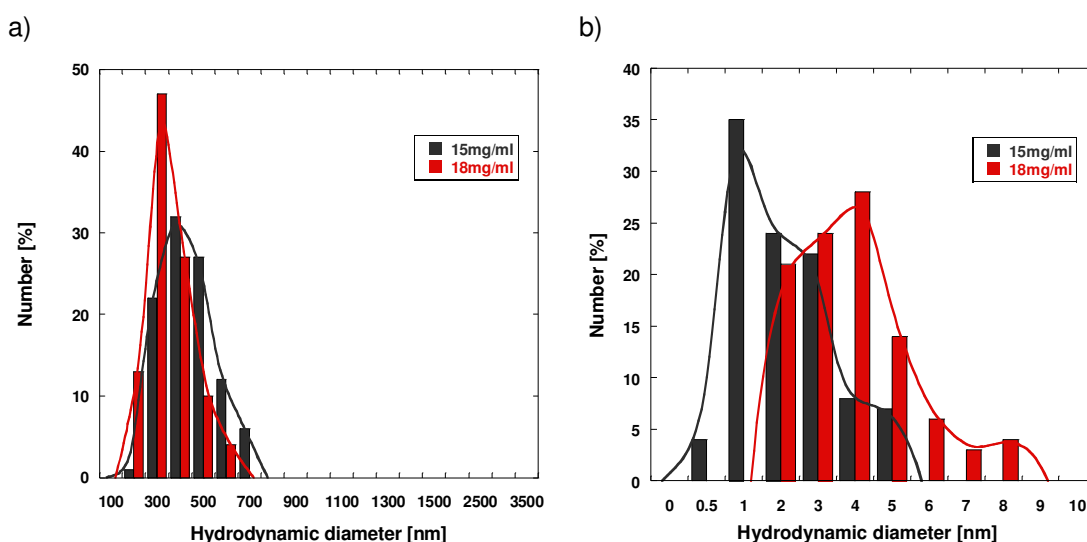 a)
50
40
30
20
10
0
Number [%]
15mg/ml
18mg/ml
100 300 500 700 900 1100 1300 1500 2500 3500
Hydrodynamic diameter [nm]
b)
40
35
30
25
20
15
10
5
0
Number [%]
15mg/ml
18mg/ml
0 0.5 1 2 3 4 5 6 7 8 9 10
Hydrodynamic diameter [nm]